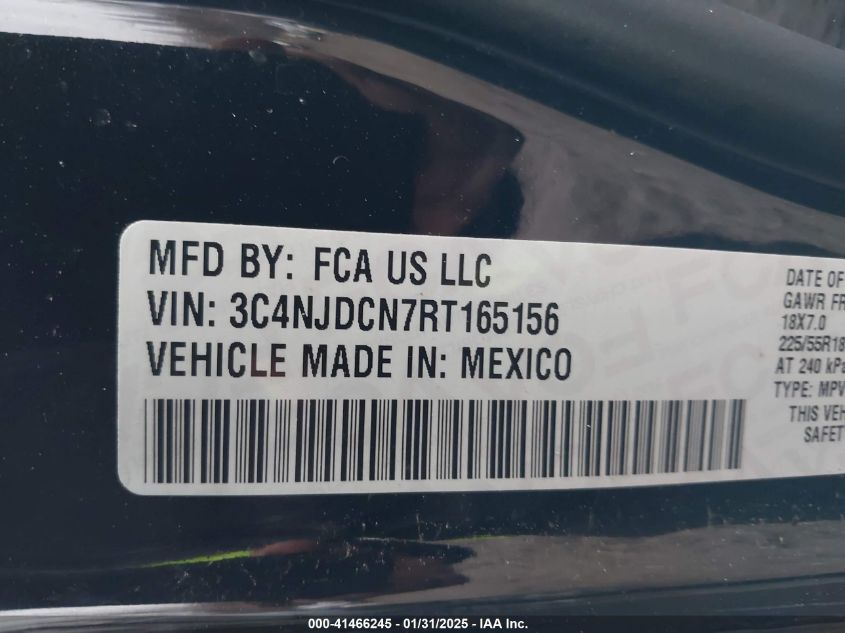 MFD BY: FCA US LLC
VIN: 3C4NJDCN7RT165156
VEHICLE MADE IN: MEXICO
DATE OF
GAWR FR
18X7.0
225/55R18
AT 240 kPa
TYPE: MPV
THIS VEH
SAFET
000-41466245 - 01/31/2025 - IAA Inc.